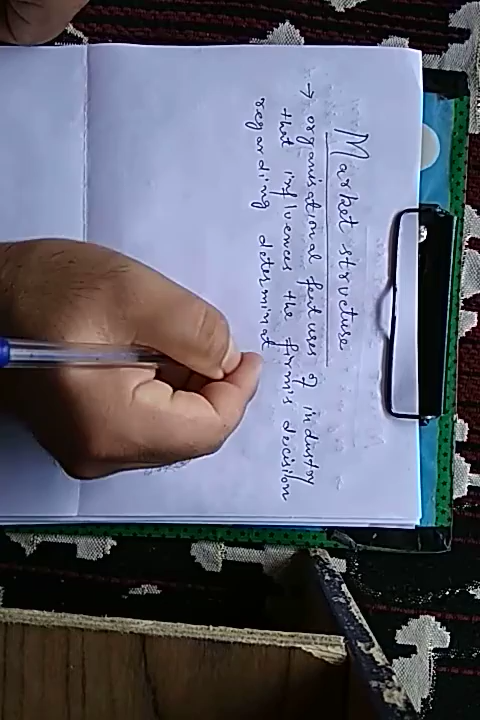 Market structure
→ organisational features of industry
that influences the firm's decision
regarding determinat